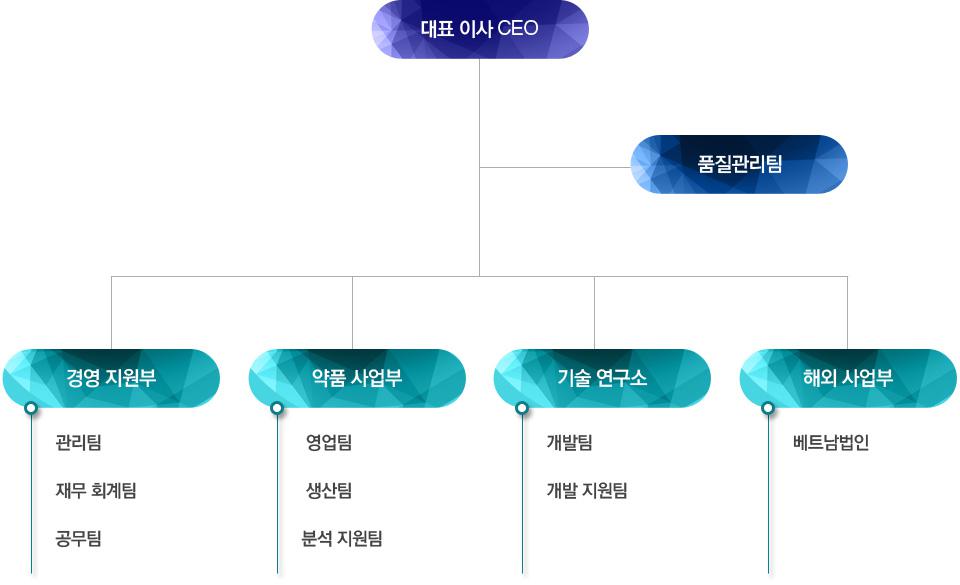 대표 이사 CEO
품질관리팀
경영 지원부
약품 사업부
기술 연구소
해외 사업부
관리팀
영업팀
개발팀
베트남법인
재무 회계팀
생산팀
개발 지원팀
공무팀
분석 지원팀